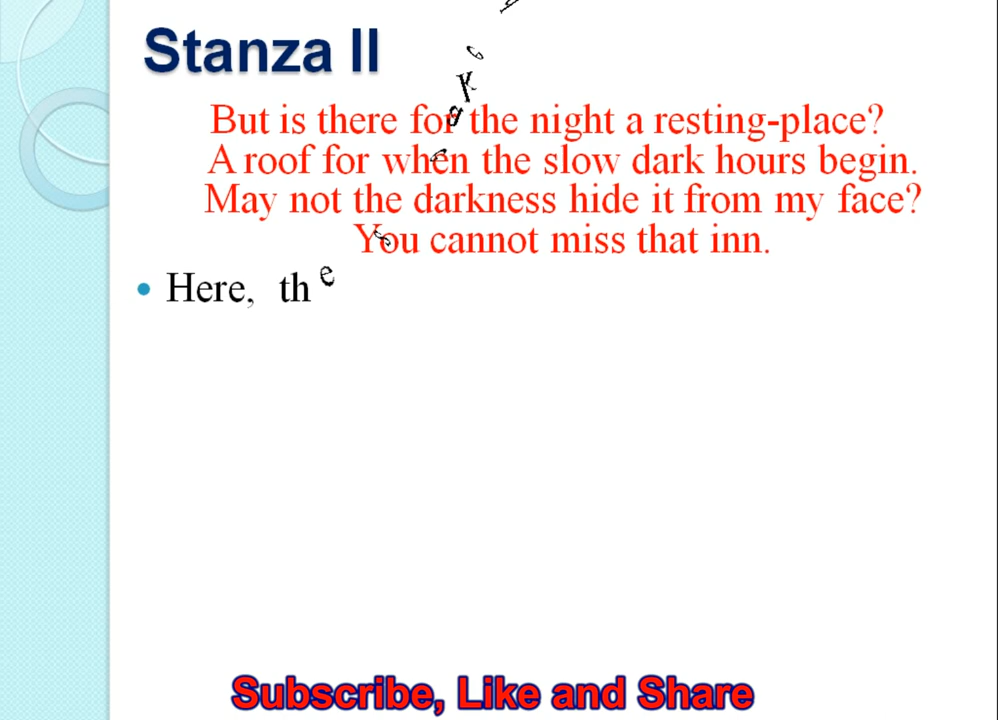 Stanza II
But is there for the night a resting-place?
A roof for when the slow dark hours begin.
May not the darkness hide it from my face?
You cannot miss that inn.
• Here, the
Subscribe, Like and Share